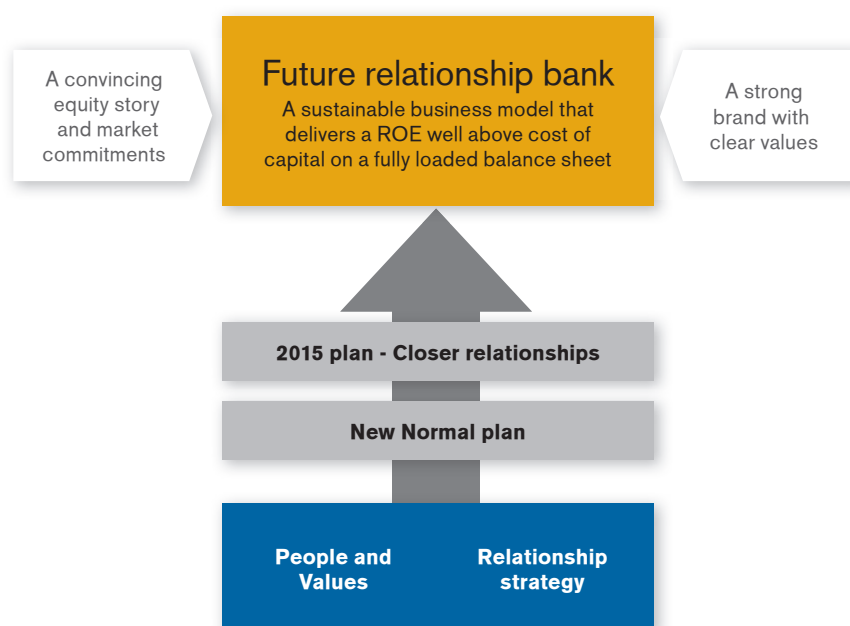 A convincing
equity story
and market
commitments
Future relationship bank
A sustainable business model that
delivers a ROE well above cost of
capital on a fully loaded balance sheet
A strong
brand with
clear values
2015 plan - Closer relationships
New Normal plan
People and
Values
Relationship
strategy